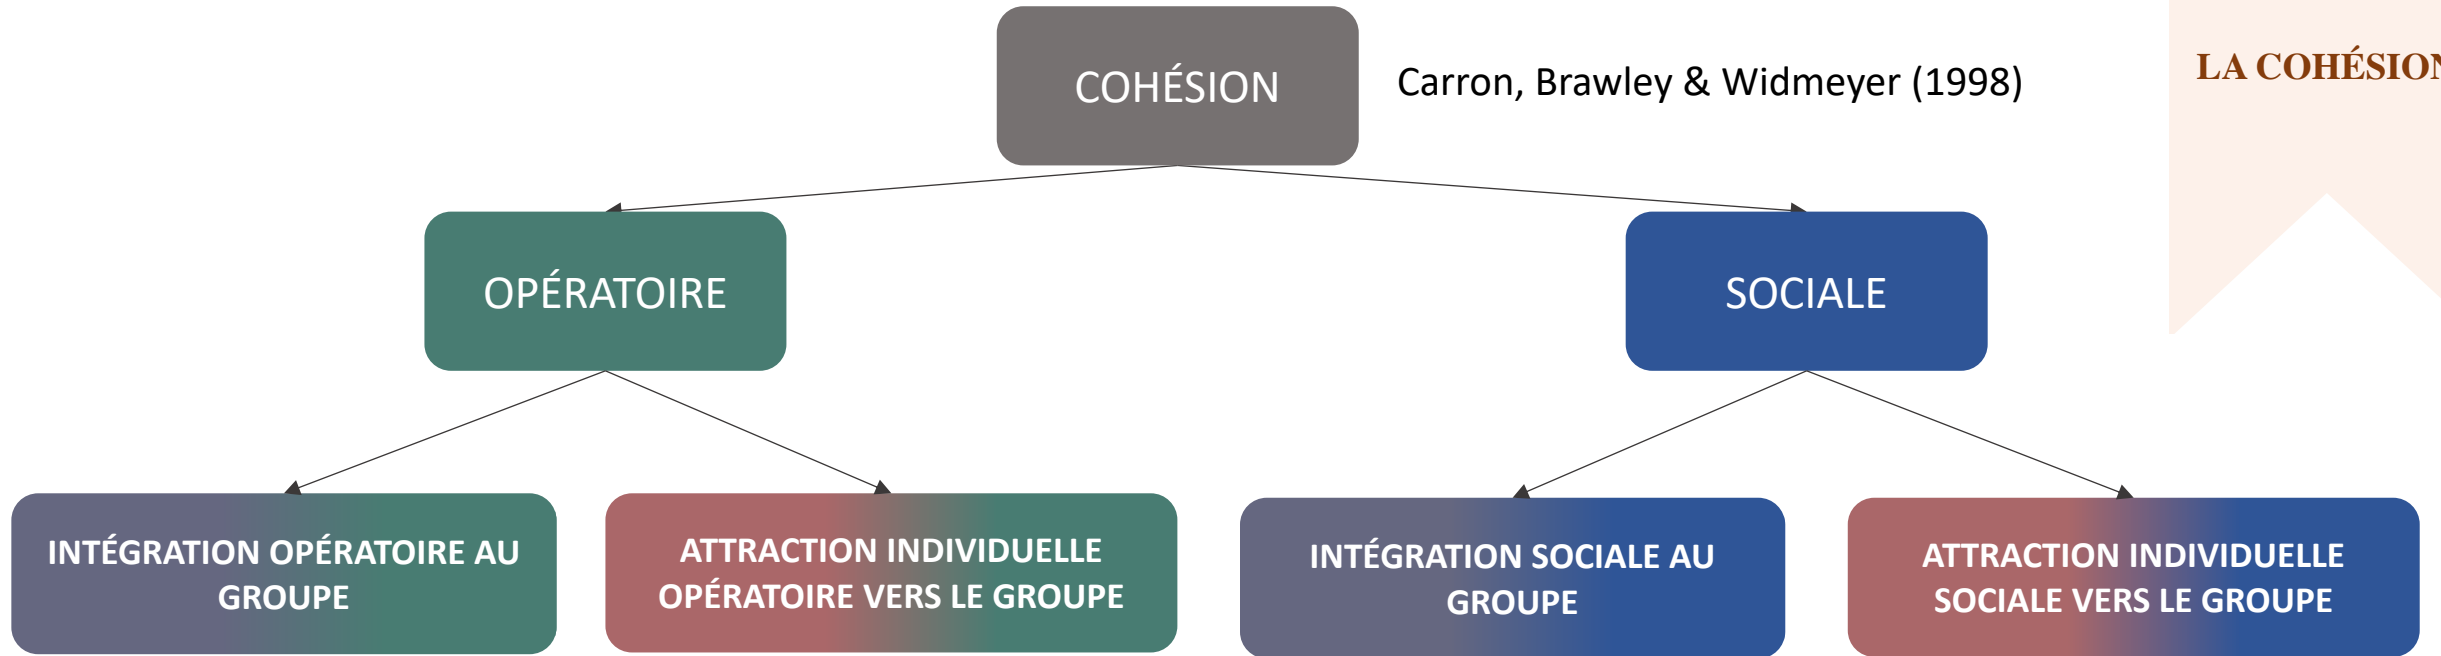 COHÉSION
Carron, Brawley & Widmeyer (1998)
LA COHÉSION
OPÉRATOIRE
SOCIALE
INTÉGRATION OPÉRATOIRE AU
GROUPE
ATTRACTION INDIVIDUELLE
OPÉRATOIRE VERS LE GROUPE
INTÉGRATION SOCIALE AU
GROUPE
ATTRACTION INDIVIDUELLE
SOCIALE VERS LE GROUPE